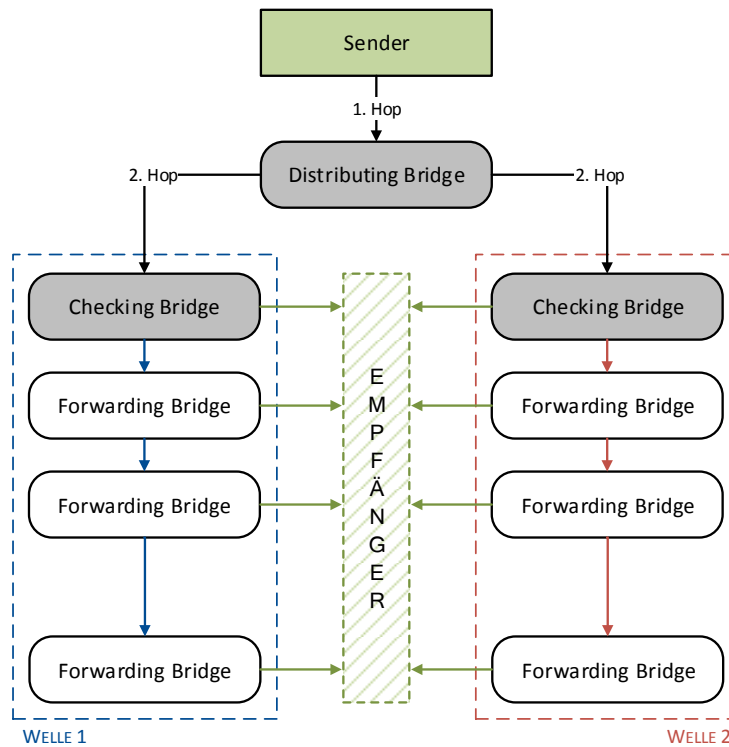 Sender
1. Hop
Distributing Bridge
2. Hop
2. Hop
Checking Bridge
Checking Bridge
Forwarding Bridge
Forwarding Bridge
Forwarding Bridge
Forwarding Bridge
Forwarding Bridge
Forwarding Bridge
E
M
P
F
Ä
N
G
E
R
WELLE 1
WELLE 2